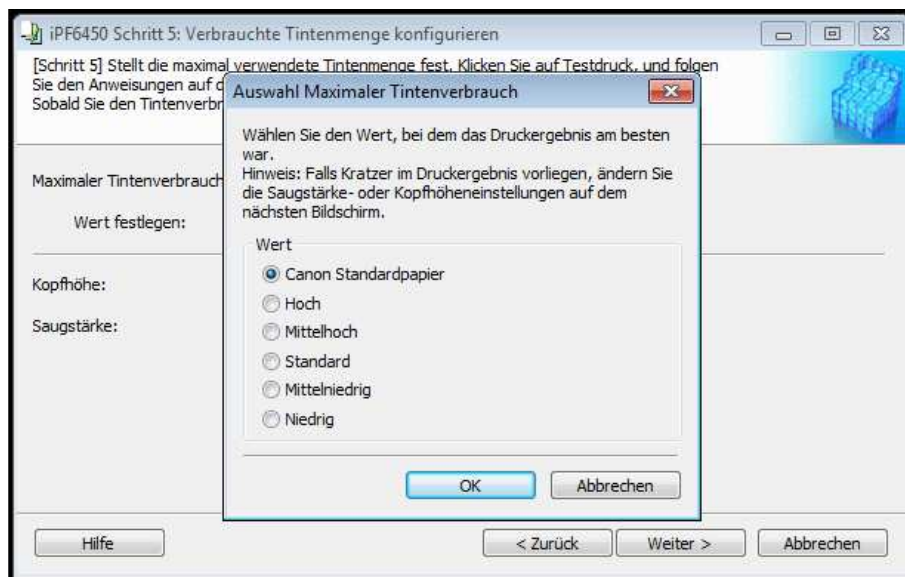 iPF6450 Schritt 5: Verbrauchte Tintenmenge konfigurieren
[Schritt 5] Stellt die maximal verwendete Tintenmenge fest. Klicken Sie auf Testdruck, und folgen
Sie den Anweisungen auf
Sobald Sie den
Auswahl Maximaler Tintenverbrauch
Wählen Sie den Wert, bei dem das Druckergebnis am besten
war.
Hinweis: Falls Kratzer im Druckergebnis vorliegen, ändern Sie
die Saugstärke- oder Kopfhöheneinstellungen auf dem
nächsten Bildschirm.
Wert
Canon Standardpapier
Hoch
Mittelhoch
Standard
Mittelniedrig
Niedrig
OK
Abbrechen
Maximaler Tintenverbrauch
Wert festlegen:
Kopfhöhe:
Saugstärke:
Hilfe
< Zurück
Weiter >
Abbrechen